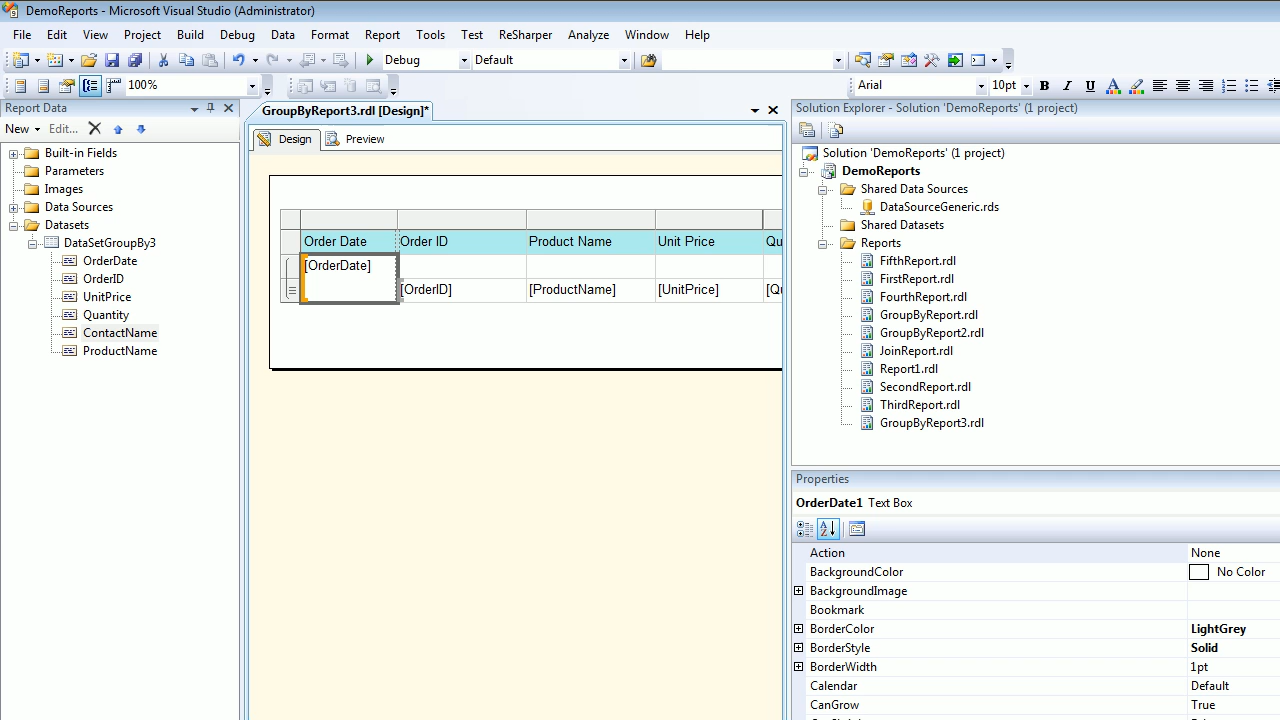 DemoReports - Microsoft Visual Studio (Administrator)
File Edit View Project Build Debug Data Format Report Tools Test ReSharper Analyze Window Help
Debug Default
100% Arial 10pt B I U A
Report Data
New Edit...
Built-in Fields
Parameters
Images
Data Sources
Datasets
DataSetGroupBy3
OrderDate
OrderID
UnitPrice
Quantity
ContactName
ProductName
GroupByReport3.rdl [Design]*
Design Preview
Order Date Order ID Product Name Unit Price Qu
[OrderDate]
[OrderID] [ProductName] [UnitPrice] [Qu
Solution Explorer - Solution 'DemoReports' (1 project)
Solution 'DemoReports' (1 project)
DemoReports
Shared Data Sources
DataSourceGeneric.rds
Shared Datasets
Reports
FifthReport.rdl
FirstReport.rdl
FourthReport.rdl
GroupByReport.rdl
GroupByReport2.rdl
JoinReport.rdl
Report1.rdl
SecondReport.rdl
ThirdReport.rdl
GroupByReport3.rdl
Properties
OrderDate1 Text Box
Action None
BackgroundColor No Color
BackgroundImage
Bookmark
BorderColor LightGrey
BorderStyle Solid
BorderWidth 1pt
Calendar Default
CanGrow True